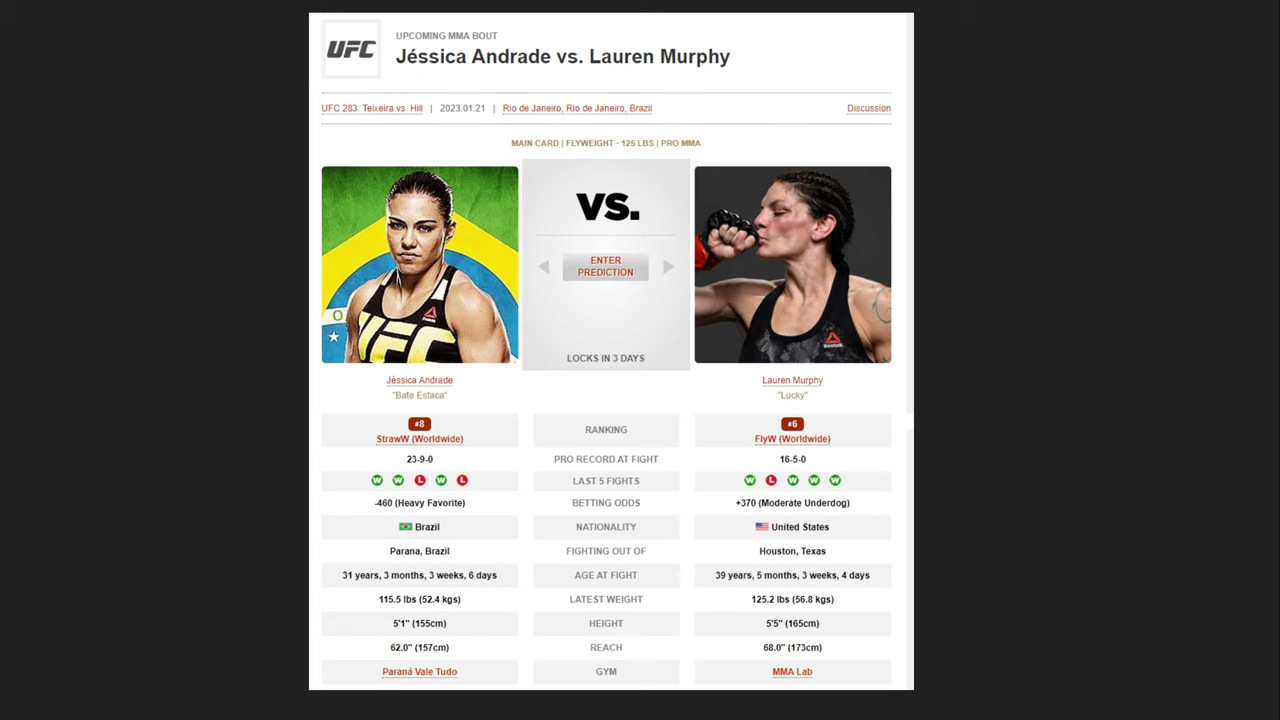 UFC
UPCOMING MMA BOUT
Jéssica Andrade vs. Lauren Murphy
UFC 283: Teixeira vs. Hill | 2023.01.21 | Rio de Janeiro, Rio de Janeiro, Brazil Discussion
MAIN CARD | FLYWEIGHT · 125 LBS | PRO MMA
VS.
ENTER
PREDICTION
LOCKS IN 3 DAYS
O
UFC
Reebok
Jéssica Andrade Lauren Murphy
"Bate Estaca" "Lucky"
#8 RANKING #6
StrawW (Worldwide) FlyW (Worldwide)
23-9-0 PRO RECORD AT FIGHT 16-5-0
W W L W L LAST 5 FIGHTS W L W W W
-460 (Heavy Favorite) BETTING ODDS +370 (Moderate Underdog)
Brazil NATIONALITY United States
Parana, Brazil FIGHTING OUT OF Houston, Texas
31 years, 3 months, 3 weeks, 6 days AGE AT FIGHT 39 years, 5 months, 3 weeks, 4 days
115.5 lbs (52.4 kgs) LATEST WEIGHT 125.2 lbs (56.8 kgs)
5'1" (155cm) HEIGHT 5'5" (165cm)
62.0" (157cm) REACH 68.0" (173cm)
Paraná Vale Tudo GYM MMA Lab